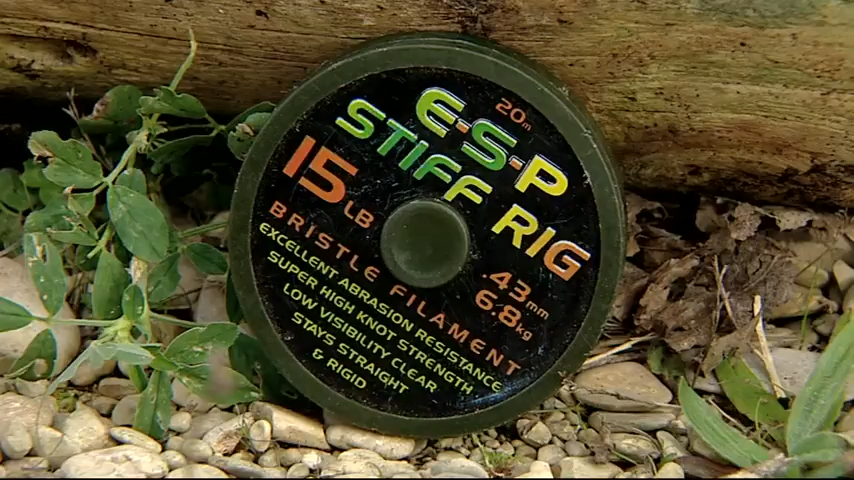 20m
E-S-P
STIFF RIG
15LB
.43mm
6.8kg
BRISTLE FILAMENT
EXCELLENT ABRASION RESISTANCE
SUPER HIGH KNOT STRENGTH
LOW VISIBILITY CLEAR
STAYS STRAIGHT
& RIGID